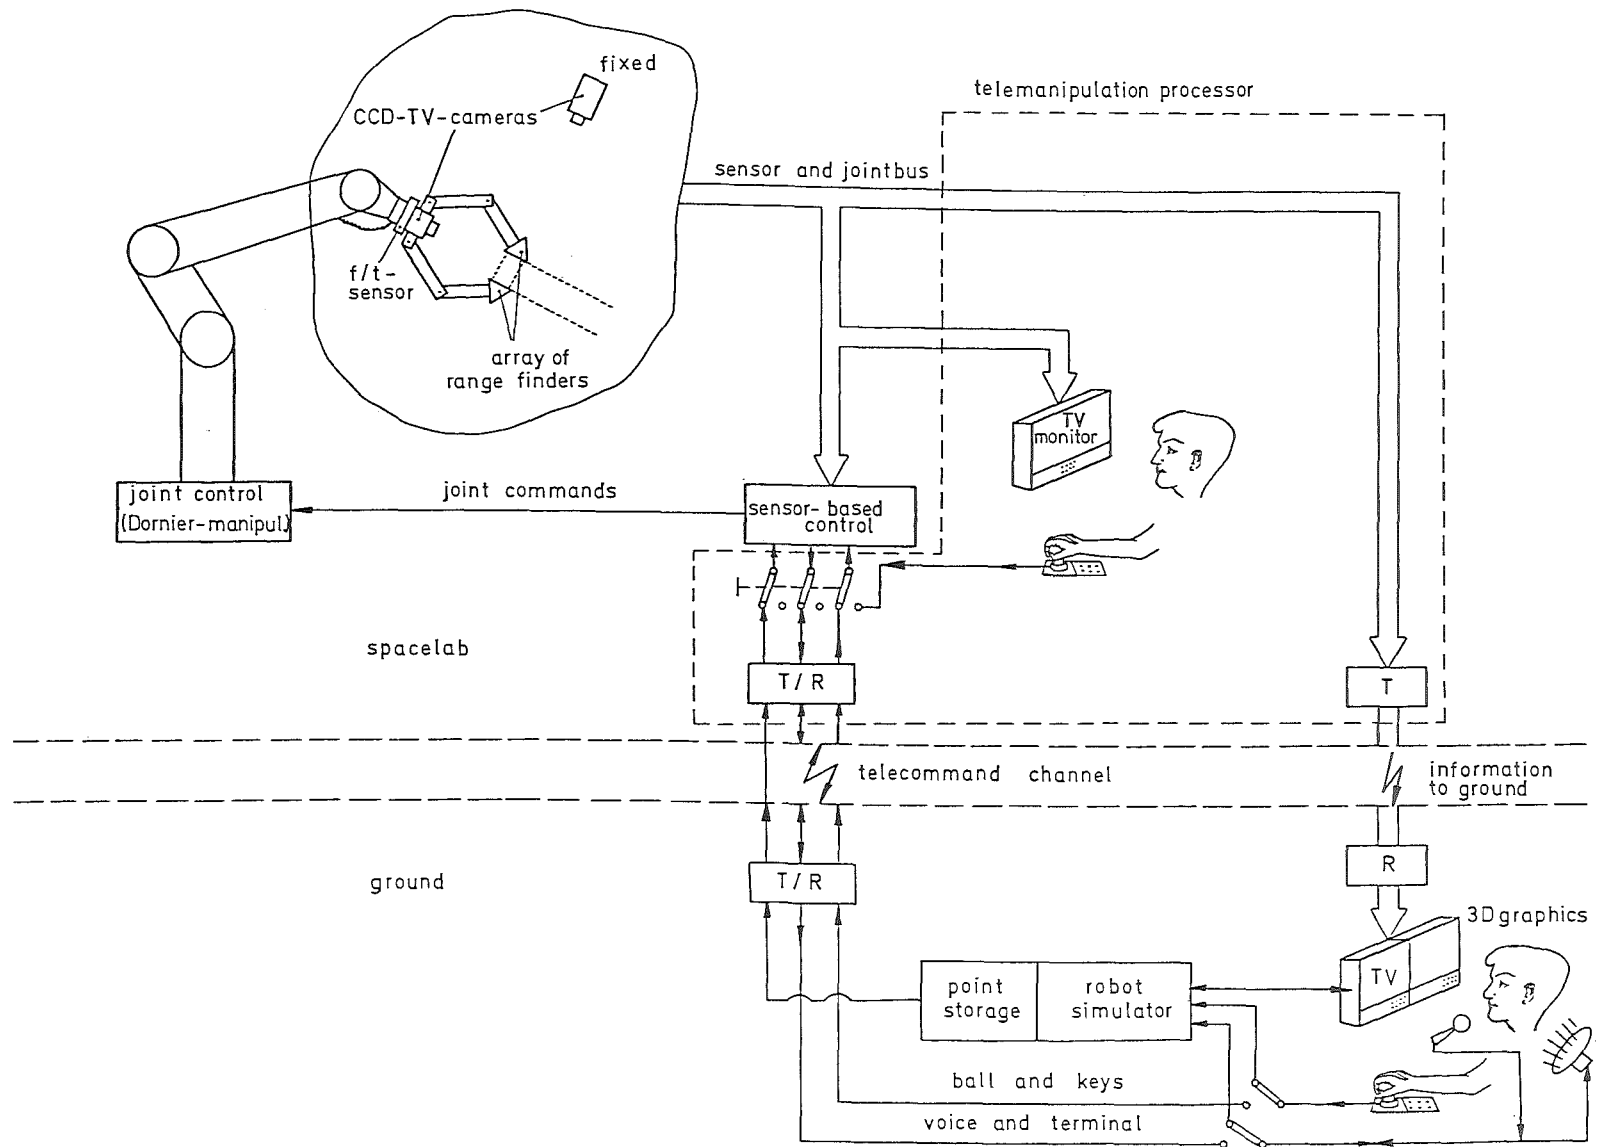 fixed
telemanipulation processor
CCD-TV-cameras
sensor and jointbus
f/t-
sensor
array of
range finders
TV
monitor
joint control
(Dornier-manipul.)
joint commands
sensor-based
control
spacelab
T/R
T
telecommand channel
information
to ground
ground
T/R
R
3D graphics
TV
point
storage
robot
simulator
ball and keys
voice and terminal